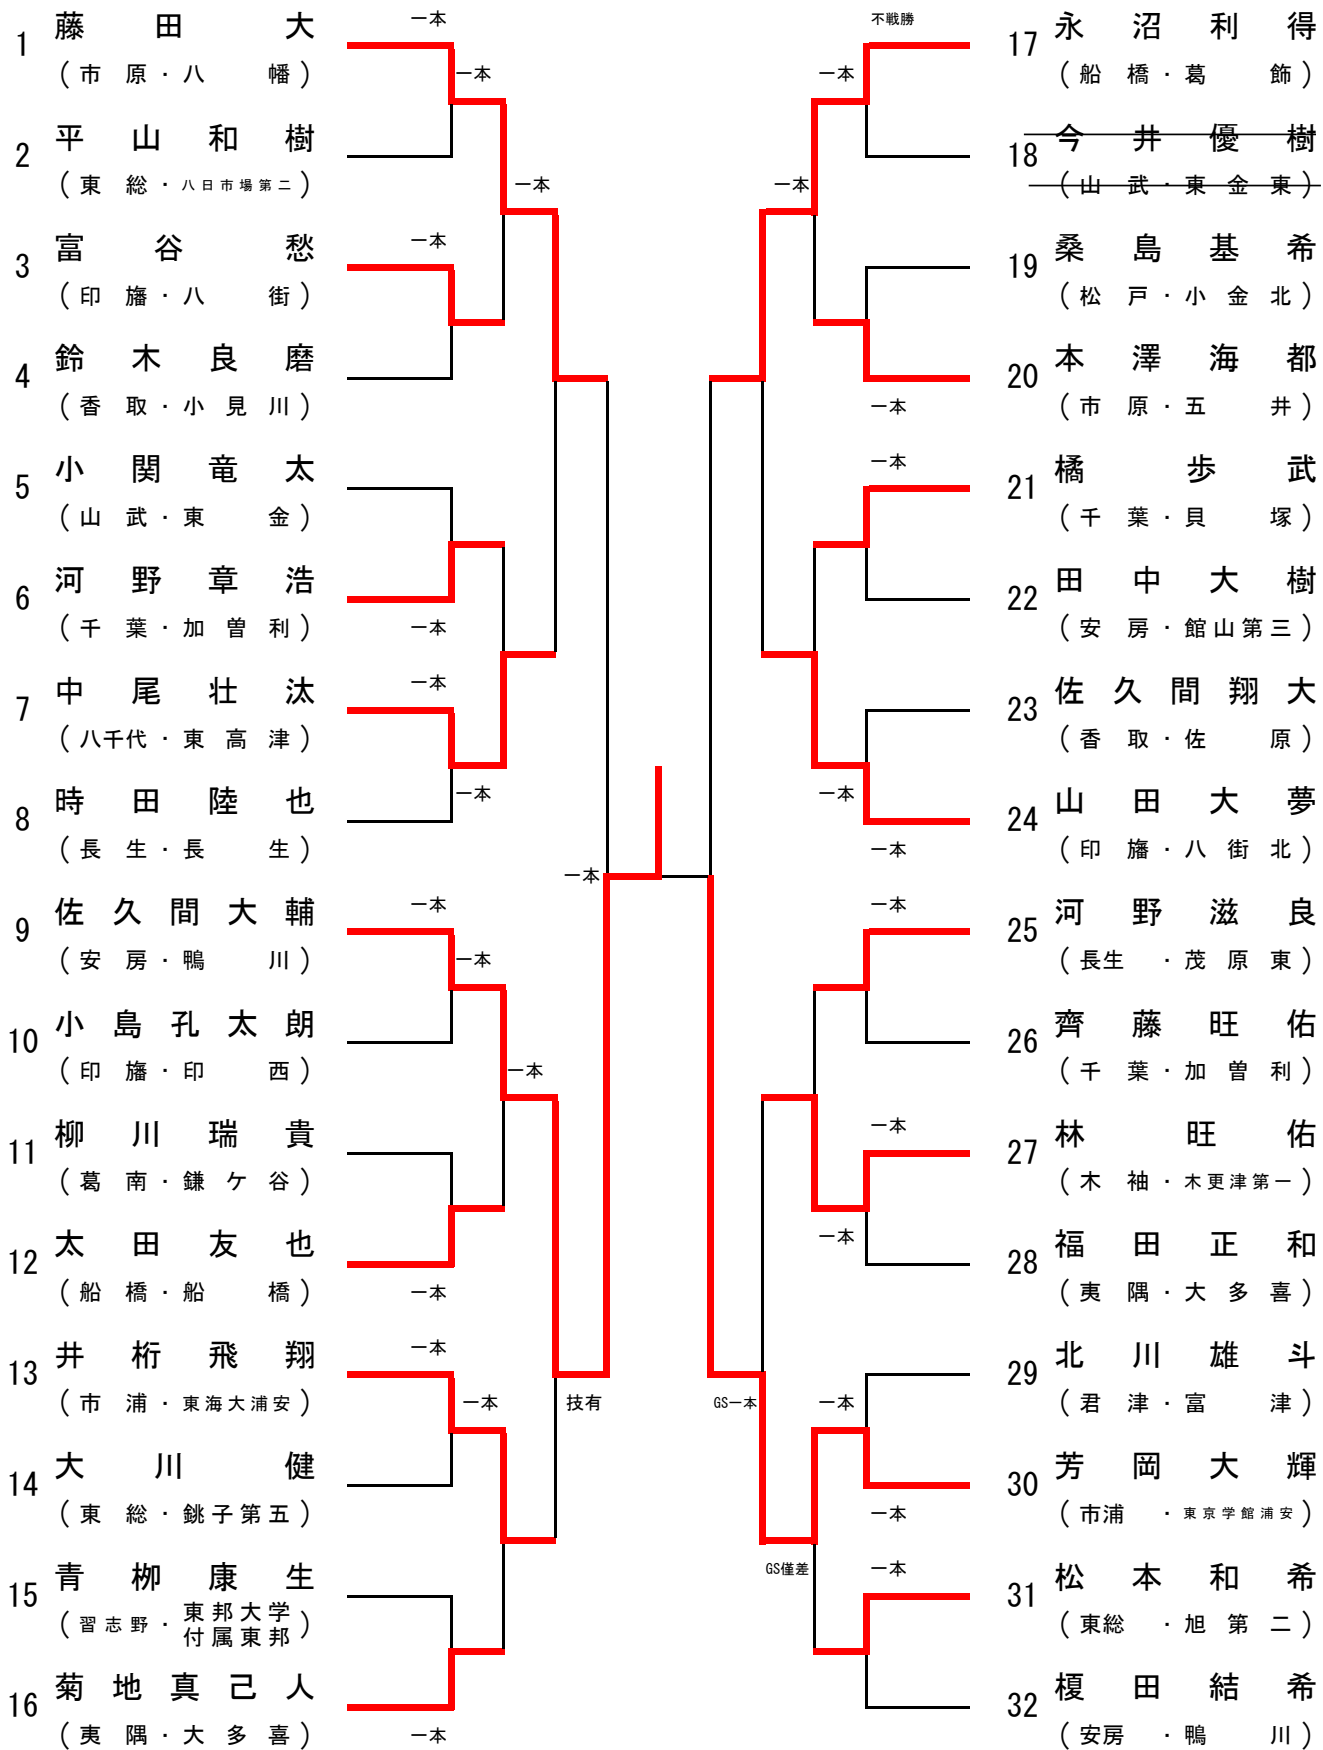 1 藤田大
(市原・八幡)
2 平山和樹
(東総・八日市場第二)
3 富谷愁
(印旛・八街)
4 鈴木良磨
(香取・小見川)
5 小関竜太
(山武・東金)
6 河野章浩
(千葉・加曽利)
7 中尾壮汰
(八千代・東高津)
8 時田陸也
(長生・長生)
9 佐久間大輔
(安房・鴨川)
10 小島孔太朗
(印旛・印西)
11 柳川瑞貴
(葛南・鎌ケ谷)
12 太田友也
(船橋・船橋)
13 井桁飛翔
(市浦・東海大浦安)
14 大川健
(東総・銚子第五)
15 青栁康生
(習志野・東邦大学
付属東邦)
16 菊地真己人
(夷隅・大多喜)
一本
一本
一本
一本
一本
一本
一本
一本
一本
一本
一本
一本
一本
一本
技有
一本
不戦勝
一本
一本
一本
一本
一本
一本
一本
一本
一本
GS一本
一本
一本
GS僅差
一本
17 永沼利得
(船橋・葛飾)
18 今井優樹
(山武・東金東)
19 桑島基希
(松戸・小金北)
20 本澤海都
(市原・五井)
21 橘歩武
(千葉・貝塚)
22 田中大樹
(安房・館山第三)
23 佐久間翔大
(香取・佐原)
24 山田大夢
(印旛・八街北)
25 河野滋良
(長生・茂原東)
26 齊藤旺佑
(千葉・加曽利)
27 林旺佑
(木袖・木更津第一)
28 福田正和
(夷隅・大多喜)
29 北川雄斗
(君津・富津)
30 芳岡大輝
(市浦・東京学館浦安)
31 松本和希
(東総・旭第二)
32 榎田結希
(安房・鴨川)